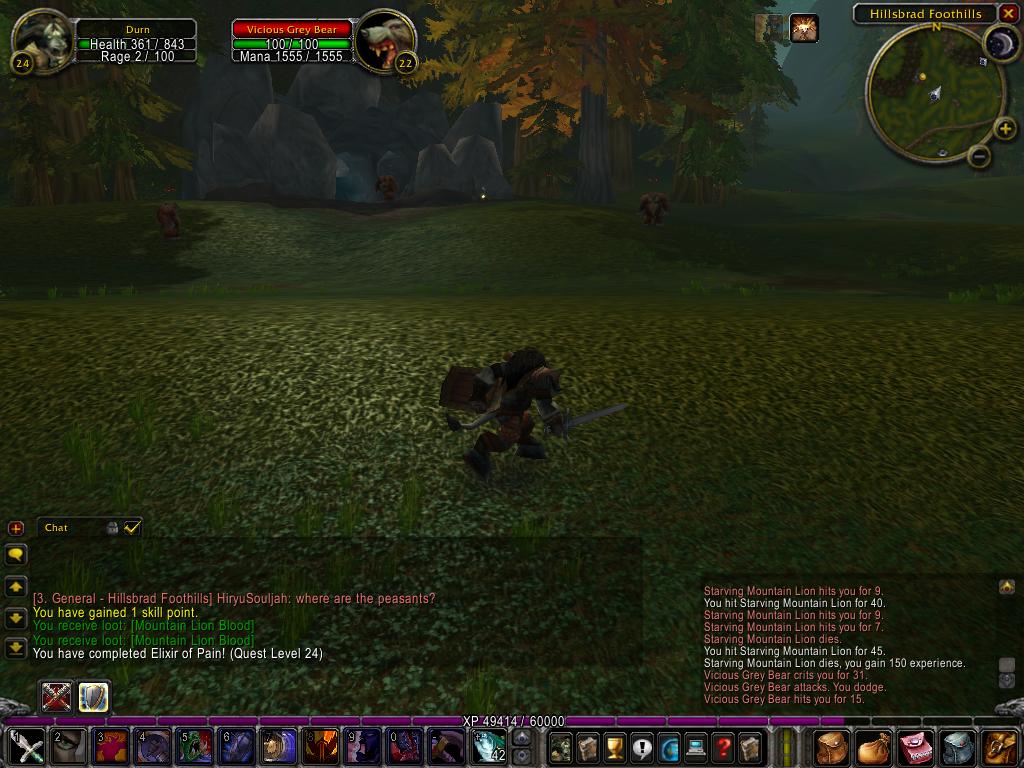 Durn
Health 361 / 843
Rage 2 / 100
24
Vicious Grey Bear
100 / 100
Mana 1555 / 1555
22
Hillsbrad Foothills
N
Chat
[3. General - Hillsbrad Foothills] HiryuSouljah: where are the peasants?
You have gained 1 skill point.
You receive loot: [Mountain Lion Blood]
You receive loot: [Mountain Lion Blood]
You have completed Elixir of Pain! (Quest Level 24)
Starving Mountain Lion hits you for 9.
You hit Starving Mountain Lion for 40.
Starving Mountain Lion hits you for 9.
Starving Mountain Lion hits you for 7.
Starving Mountain Lion dies.
You hit Starving Mountain Lion for 45.
Starving Mountain Lion dies, you gain 150 experience.
Vicious Grey Bear crits you for 31.
Vicious Grey Bear attacks. You dodge.
Vicious Grey Bear hits you for 15.
XP 49414 / 60000
1 2 3 4 5 6 7 8 9 0 - =
42